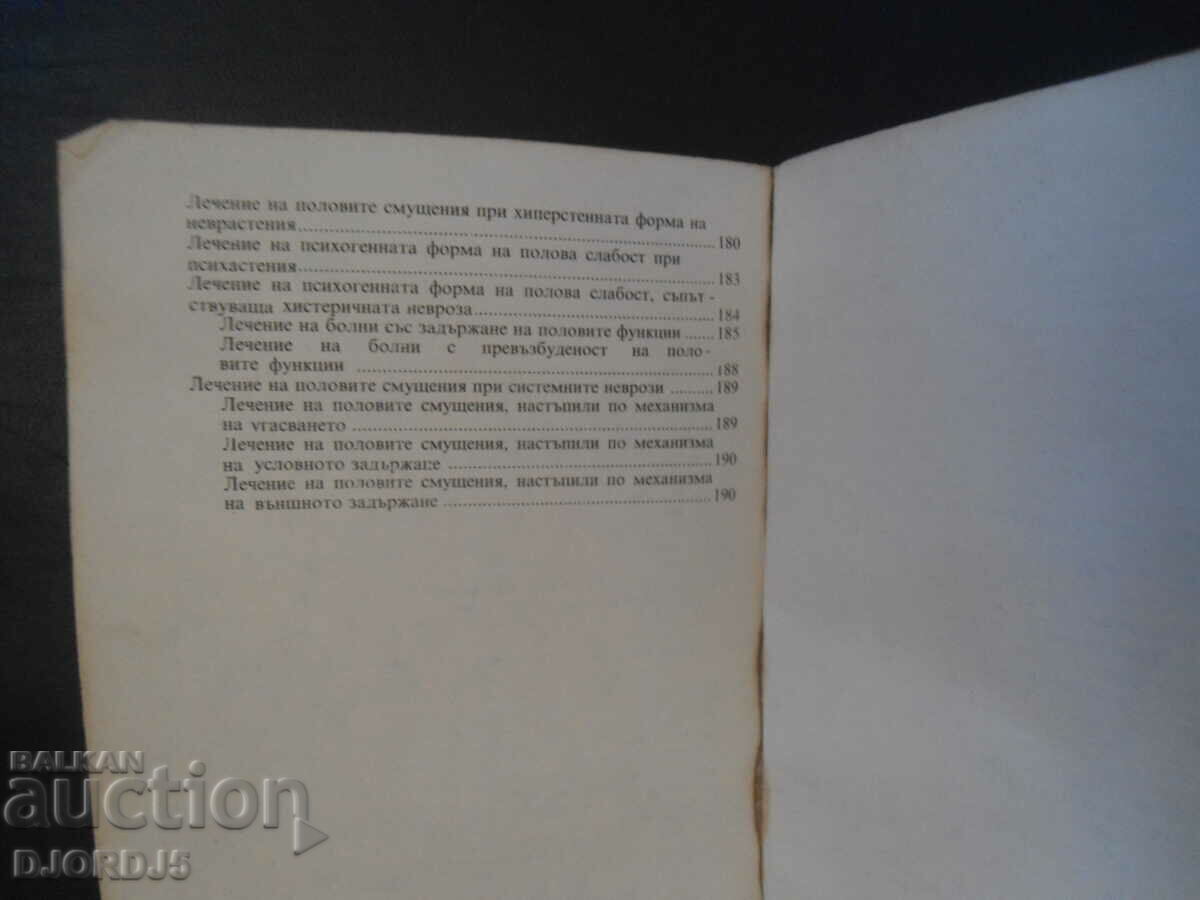 Лечение на половите смущения при хиперстенната форма на
неврастения........................................................................180
Лечение на психогенната форма на полова слабост при
психастения........................................................................183
Лечение на психогенната форма на полова слабост, съпът-
ствуваща хистеричната невроза........................................184
Лечение на болни със задържане на половите функции ......185
Лечение на болни с превъзбуденост на поло-
вите функции ......................................................188
Лечение на половите смущения при системните неврози ..........189
Лечение на половите смущения, настъпили по механизма
на угасването ......................................................189
Лечение на половите смущения, настъпили по механизма
на условното задържане ........................................190
Лечение на половите смущения, настъпили по механизма
на външното задържане ........................................190
BALKAN
auction
DJORDJ5